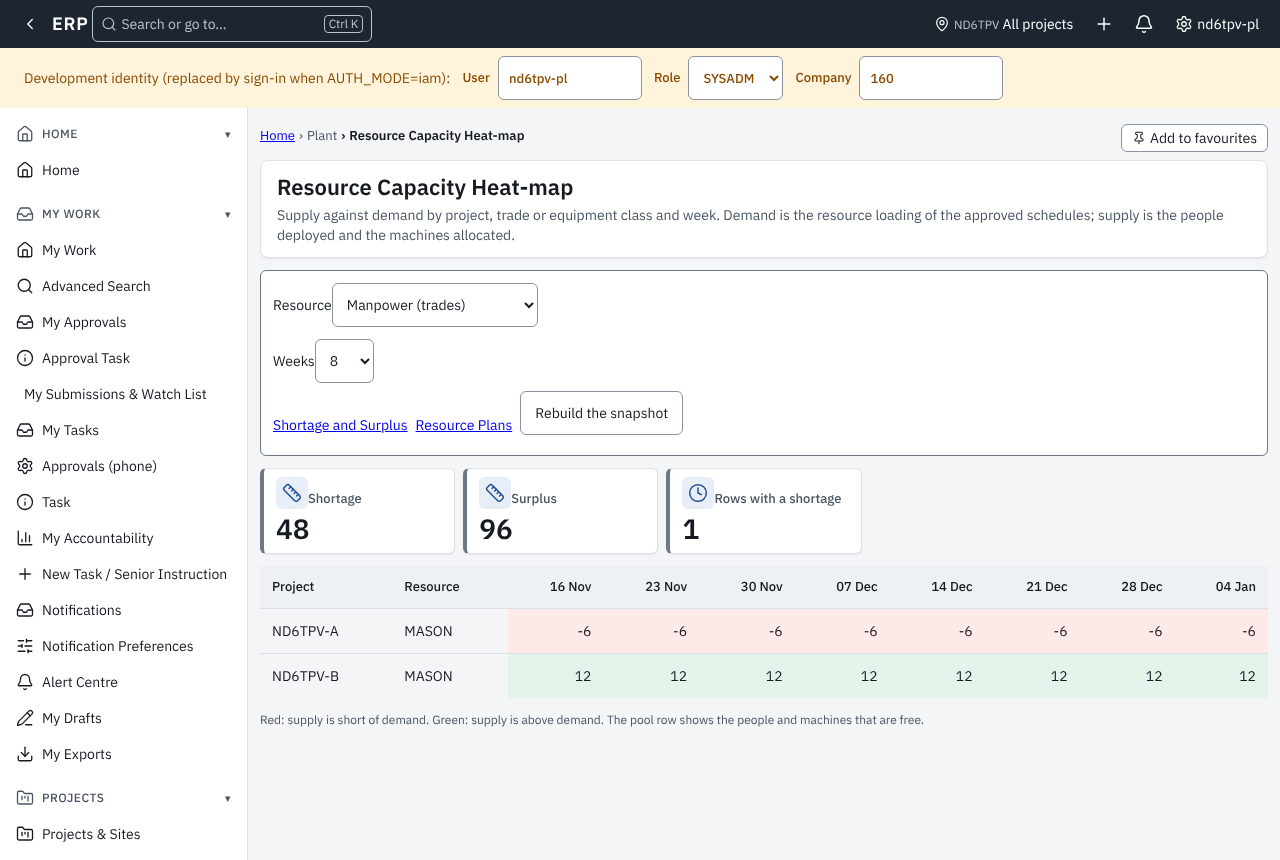 ERP Search or go to... Ctrl K ND6TPV All projects nd6tpv-pl
Development identity (replaced by sign-in when AUTH_MODE=iam): User nd6tpv-pl Role SYSADM Company 160
HOME
Home
MY WORK
My Work
Advanced Search
My Approvals
Approval Task
My Submissions & Watch List
My Tasks
Approvals (phone)
Task
My Accountability
New Task / Senior Instruction
Notifications
Notification Preferences
Alert Centre
My Drafts
My Exports
PROJECTS
Projects & Sites
Home › Plant › Resource Capacity Heat-map
Add to favourites
Resource Capacity Heat-map
Supply against demand by project, trade or equipment class and week. Demand is the resource loading of the approved schedules; supply is the people
deployed and the machines allocated.
Resource Manpower (trades)
Weeks 8
Shortage and Surplus Resource Plans Rebuild the snapshot
Shortage
48
Surplus
96
Rows with a shortage
1
Project Resource 16 Nov 23 Nov 30 Nov 07 Dec 14 Dec 21 Dec 28 Dec 04 Jan
ND6TPV-A MASON -6 -6 -6 -6 -6 -6 -6 -6
ND6TPV-B MASON 12 12 12 12 12 12 12 12
Red: supply is short of demand. Green: supply is above demand. The pool row shows the people and machines that are free.